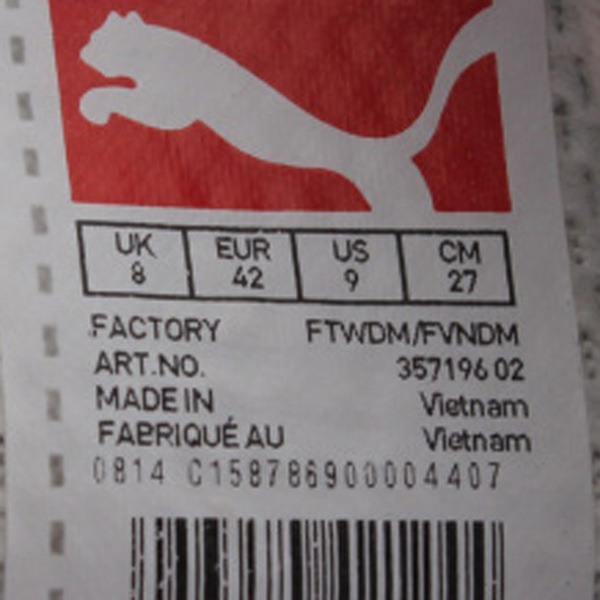 UK EUR US CM
8 42 9 27
FACTORY FTWDM/FVNDM
ART.NO. 357196 02
MADE IN Vietnam
FABRIQUÉ AU Vietnam
0814 C158786900004407